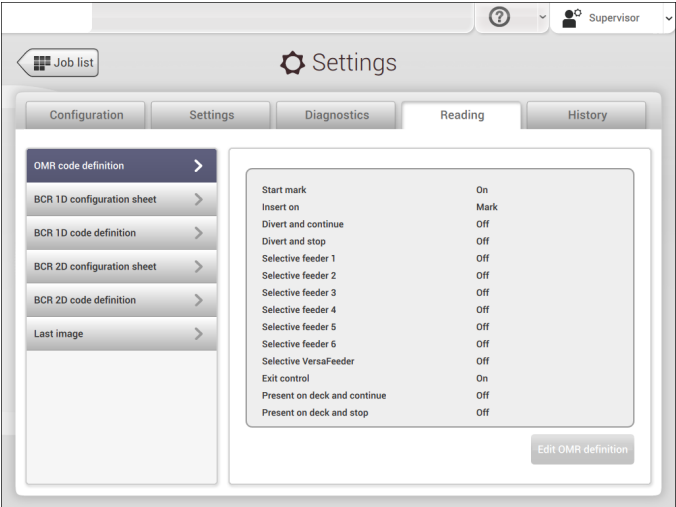 ? Supervisor
Job list
Settings
Configuration Settings Diagnostics Reading History
OMR code definition
BCR 1D configuration sheet
BCR 1D code definition
BCR 2D configuration sheet
BCR 2D code definition
Last image
Start mark On
Insert on Mark
Divert and continue Off
Divert and stop Off
Selective feeder 1 Off
Selective feeder 2 Off
Selective feeder 3 Off
Selective feeder 4 Off
Selective feeder 5 Off
Selective feeder 6 Off
Selective VersaFeeder Off
Exit control On
Present on deck and continue Off
Present on deck and stop Off
Edit OMR definition